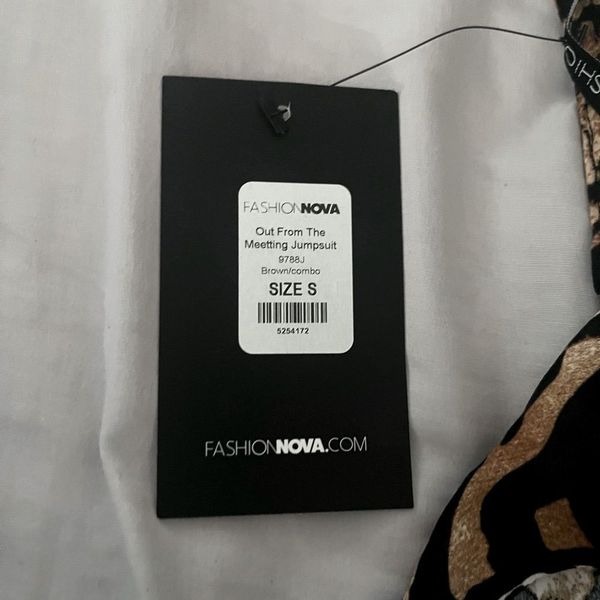 FASHIONNOVA
Out From The
Meetting Jumpsuit
9788J
Brown/combo
SIZE S
5254172
FASHIONNOVA.COM